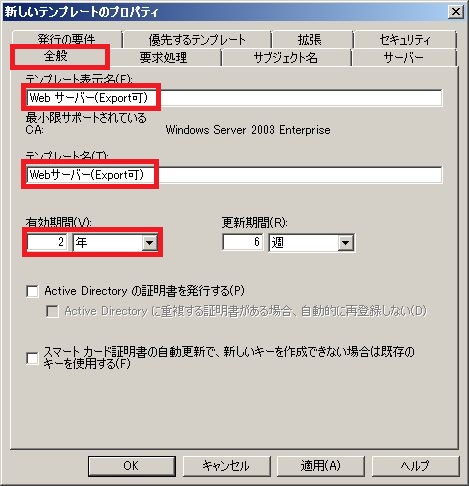 新しいテンプレートのプロパティ
発行の要件 優先するテンプレート 拡張 セキュリティ
全般 要求処理 サブジェクト名 サーバー
テンプレート表示名(E):
Web サーバー(Export可)
最小限サポートされている
CA: Windows Server 2003 Enterprise
テンプレート名(T):
Webサーバー(Export可)
有効期間(V): 更新期間(R):
2 年 6 週
Active Directory の証明書を発行する(P)
Active Directory に重複する証明書がある場合、自動的に再登録しない(D)
スマート カード証明書の自動更新で、新しいキーを作成できない場合は既存の
キーを使用する(F)
OK キャンセル 適用(A) ヘルプ